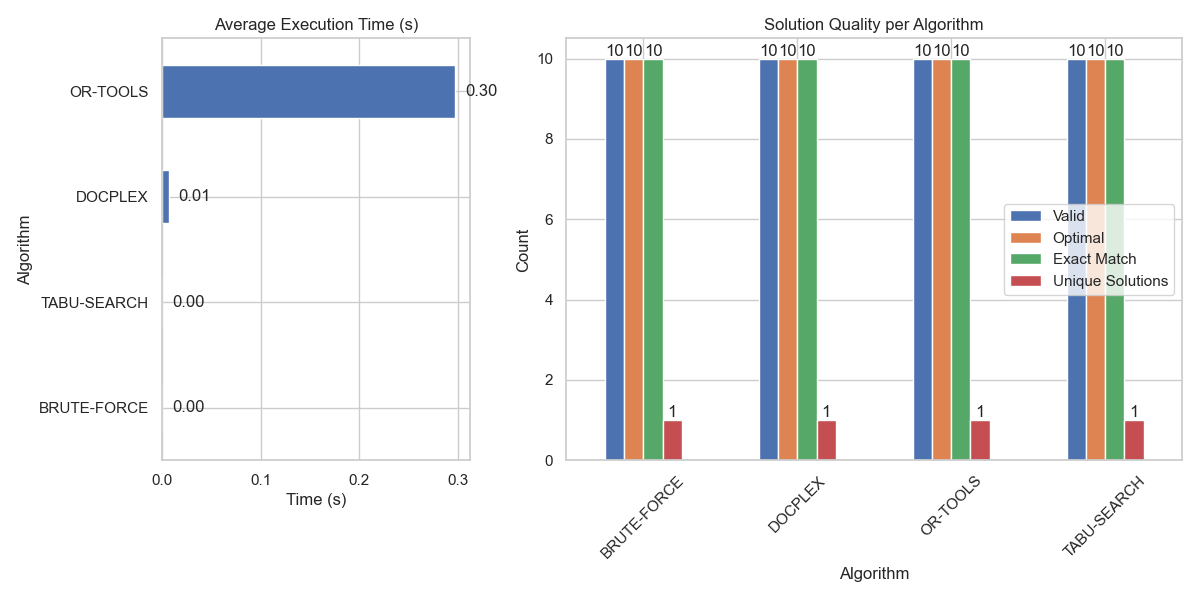 Average Execution Time (s)
OR-TOOLS
0.30
DOCPLEX
0.01
TABU-SEARCH
0.00
BRUTE-FORCE
0.00
Algorithm
0.0 0.1 0.2 0.3
Time (s)
Solution Quality per Algorithm
10 10 10 10 10 10 10 10 10 10 10 10
10
8
6
4
2
0
Count
Valid
Optimal
Exact Match
Unique Solutions
1 1 1 1
BRUTE-FORCE
DOCPLEX
OR-TOOLS
TABU-SEARCH
Algorithm